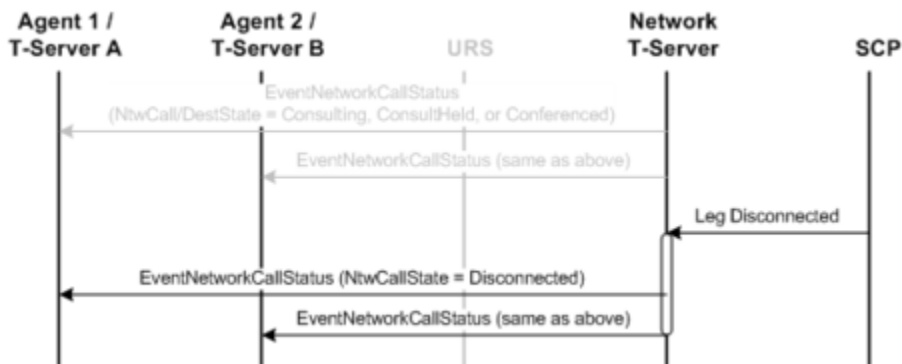 Agent 1 /
T-Server A
Agent 2 /
T-Server B
URS
Network
T-Server
SCP
EventNetworkCallStatus
(NtwCall/DestState = Consulting, ConsultHeld, or Conferenced)
EventNetworkCallStatus (same as above)
Leg Disconnected
EventNetworkCallStatus (NtwCallState = Disconnected)
EventNetworkCallStatus (same as above)